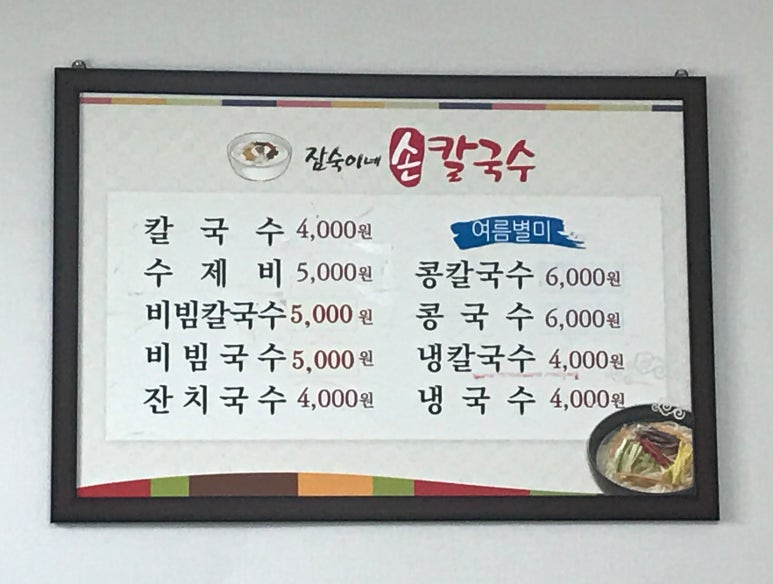 잠숙이네 손칼국수
칼국수 4,000원
수제비 5,000원
비빔칼국수 5,000원
비빔국수 5,000원
잔치국수 4,000원
여름별미
콩칼국수 6,000원
콩국수 6,000원
냉칼국수 4,000원
냉국수 4,000원